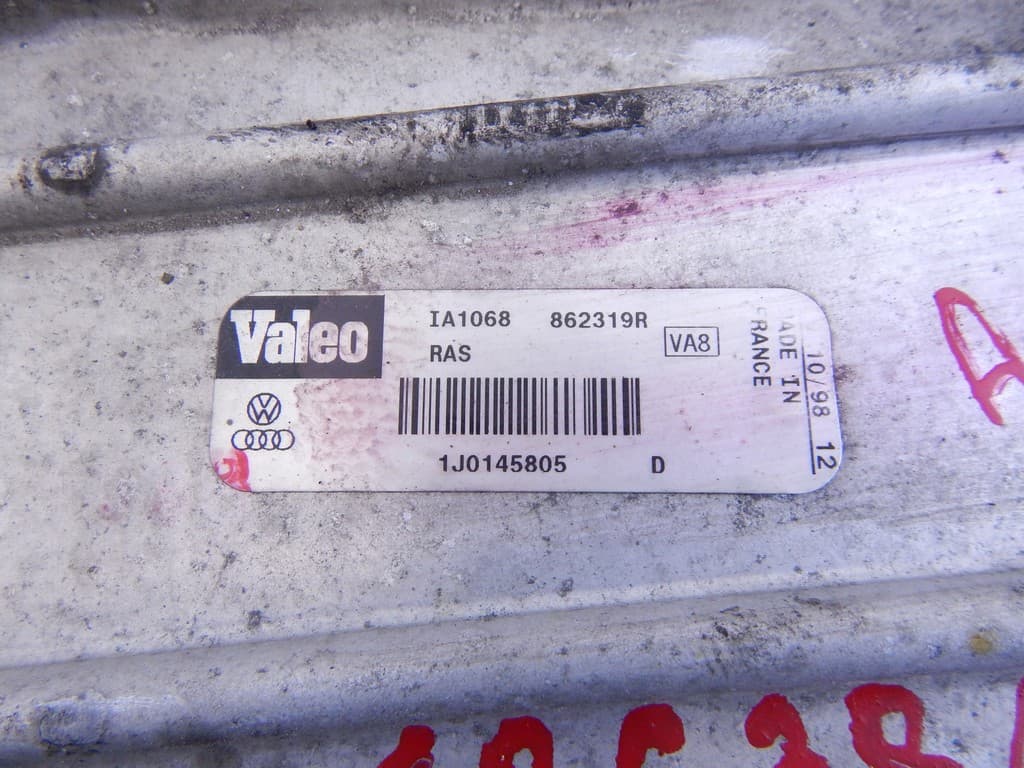 Valeo
IA1068 862319R
RAS
VA8
1J0145805 D
MADE IN
FRANCE
10/98 12
A